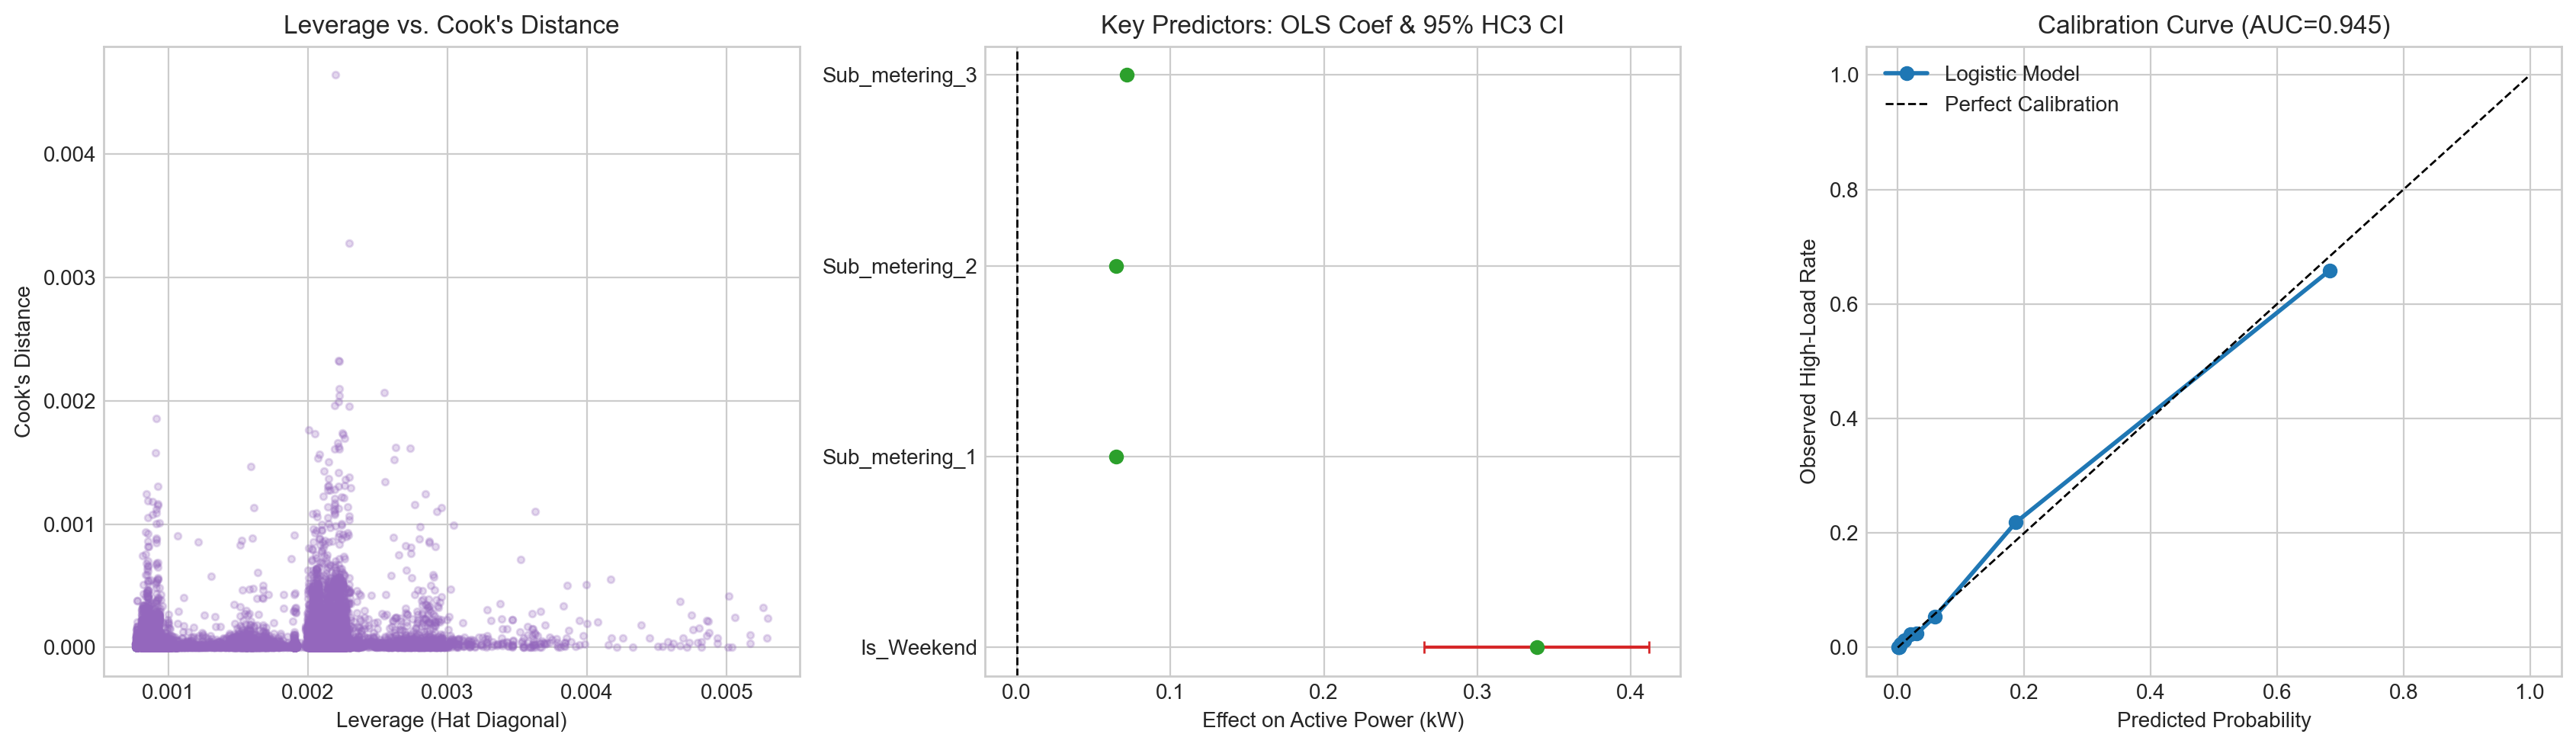 Leverage vs. Cook's Distance
Cook's Distance
0.004
0.003
0.002
0.001
0.000
0.001 0.002 0.003 0.004 0.005
Leverage (Hat Diagonal)
Key Predictors: OLS Coef & 95% HC3 CI
Sub_metering_3
Sub_metering_2
Sub_metering_1
Is_Weekend
0.0 0.1 0.2 0.3 0.4
Effect on Active Power (kW)
Calibration Curve (AUC=0.945)
Logistic Model
Perfect Calibration
Observed High-Load Rate
1.0
0.8
0.6
0.4
0.2
0.0
0.0 0.2 0.4 0.6 0.8 1.0
Predicted Probability